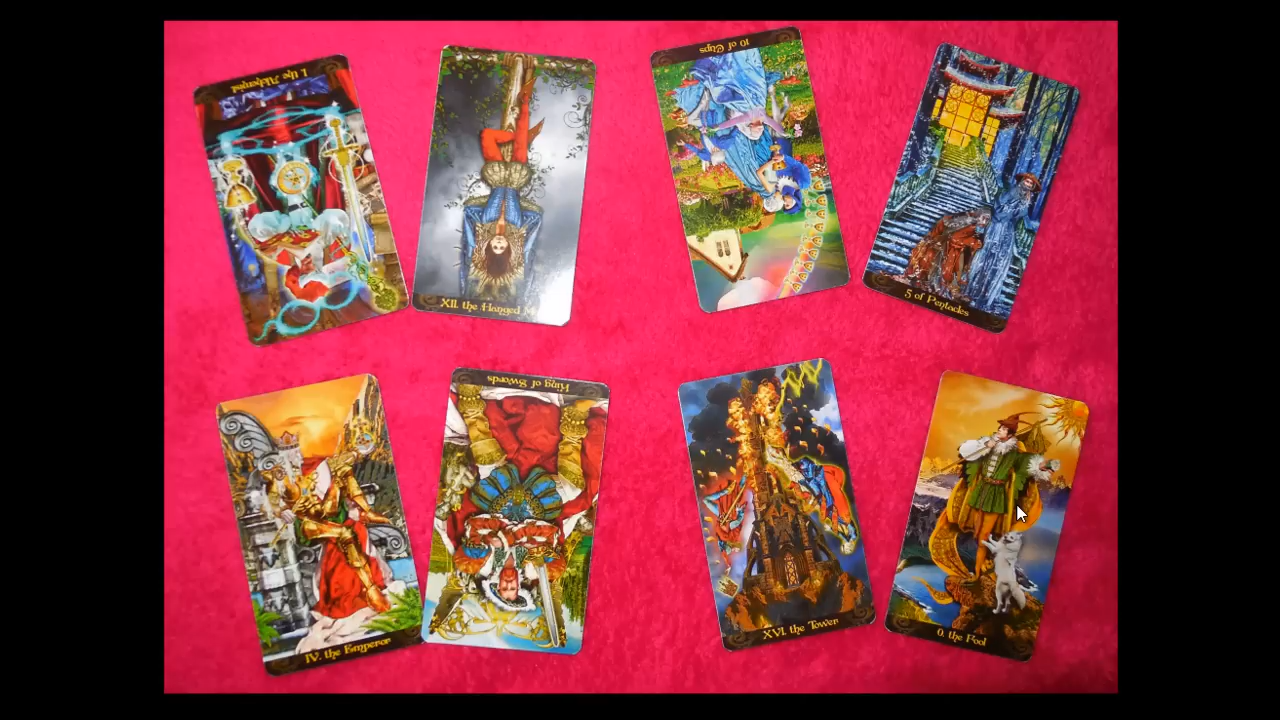 1. the Alchemist
XII. the Hanged M
10 of Cups
5 of Pentacles
IV. the Emperor
King of Swords
XVI. the Tower
0. the Fool